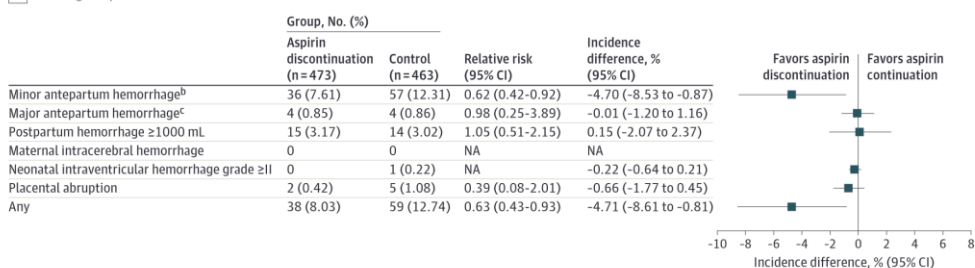 Group, No. (%)
Aspirin discontinuation (n=473) Control (n=463) Relative risk (95% CI) Incidence difference, % (95% CI)
Favors aspirin discontinuation Favors aspirin continuation
Minor antepartum hemorrhageᵇ 36 (7.61) 57 (12.31) 0.62 (0.42-0.92) -4.70 (-8.53 to -0.87)
Major antepartum hemorrhageᶜ 4 (0.85) 4 (0.86) 0.98 (0.25-3.89) -0.01 (-1.20 to 1.16)
Postpartum hemorrhage ≥1000 mL 15 (3.17) 14 (3.02) 1.05 (0.51-2.15) 0.15 (-2.07 to 2.37)
Maternal intracerebral hemorrhage 0 0 NA NA
Neonatal intraventricular hemorrhage grade ≥II 0 1 (0.22) NA -0.22 (-0.64 to 0.21)
Placental abruption 2 (0.42) 5 (1.08) 0.39 (0.08-2.01) -0.66 (-1.77 to 0.45)
Any 38 (8.03) 59 (12.74) 0.63 (0.43-0.93) -4.71 (-8.61 to -0.81)
-10 -8 -6 -4 -2 0 2 4 6 8
Incidence difference, % (95% CI)